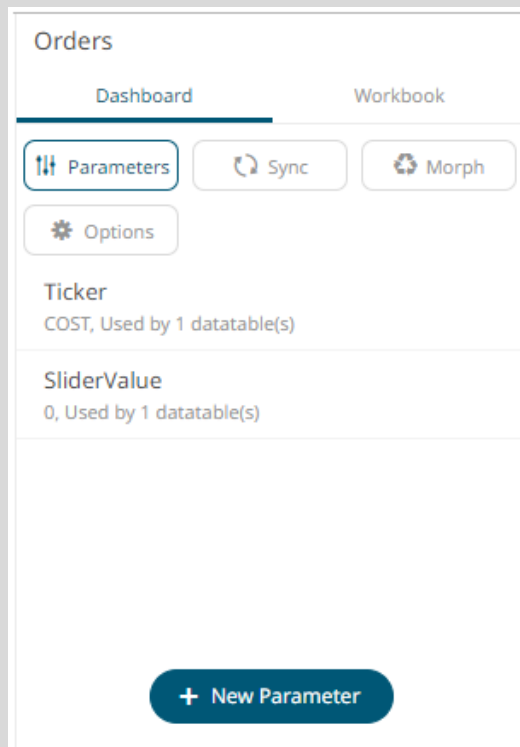 Orders
Dashboard Workbook
Parameters Sync Morph
Options
Ticker
COST, Used by 1 datatable(s)
SliderValue
0, Used by 1 datatable(s)
+ New Parameter